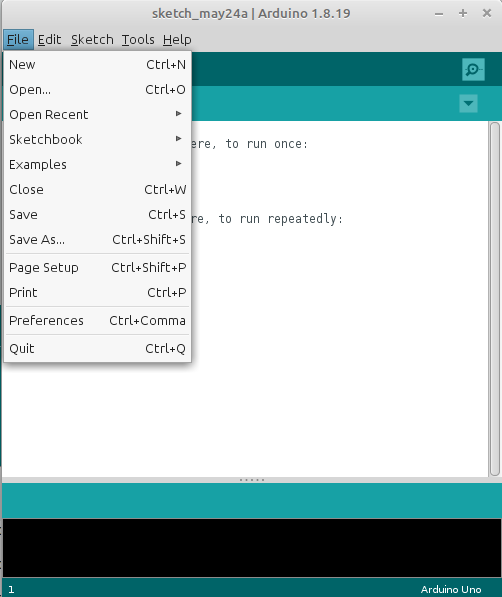 sketch_may24a | Arduino 1.8.19
File Edit Sketch Tools Help
New Ctrl+N
Open... Ctrl+O
Open Recent
Sketchbook
Examples
Close Ctrl+W
Save Ctrl+S
Save As... Ctrl+Shift+S
Page Setup Ctrl+Shift+P
Print Ctrl+P
Preferences Ctrl+Comma
Quit Ctrl+Q
ere, to run once:
re, to run repeatedly:
1 Arduino Uno